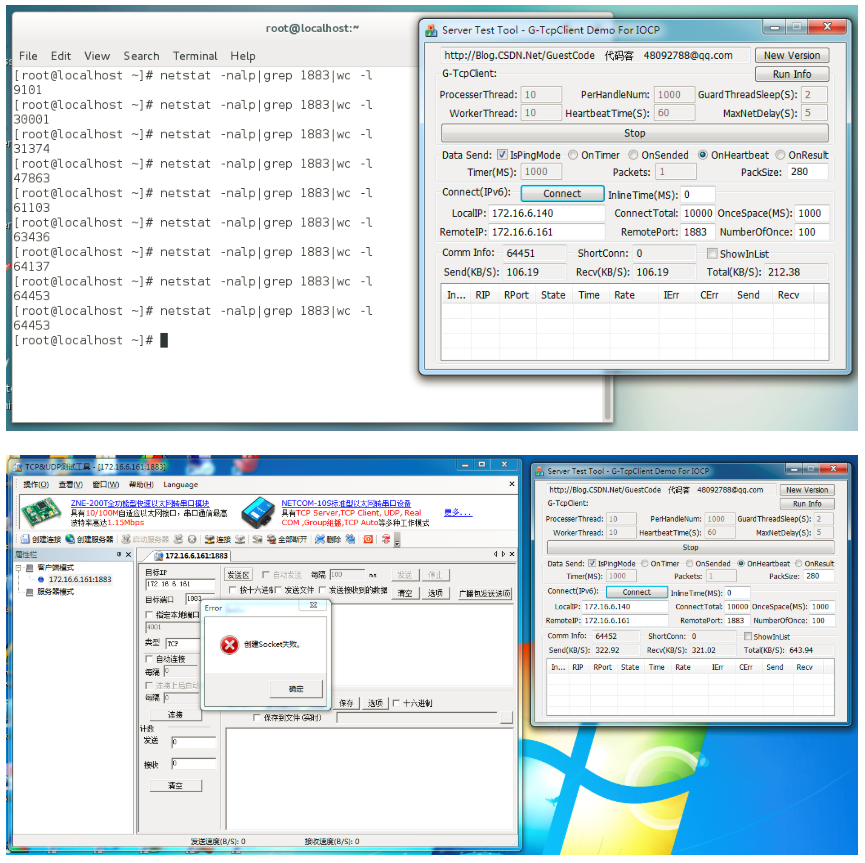 root@localhost:~
File Edit View Search Terminal Help
[root@localhost ~]# netstat -nalp|grep 1883|wc -l
9101
[root@localhost ~]# netstat -nalp|grep 1883|wc -l
30001
[root@localhost ~]# netstat -nalp|grep 1883|wc -l
31374
[root@localhost ~]# netstat -nalp|grep 1883|wc -l
47863
[root@localhost ~]# netstat -nalp|grep 1883|wc -l
61103
[root@localhost ~]# netstat -nalp|grep 1883|wc -l
63436
[root@localhost ~]# netstat -nalp|grep 1883|wc -l
64137
[root@localhost ~]# netstat -nalp|grep 1883|wc -l
64453
[root@localhost ~]# netstat -nalp|grep 1883|wc -l
64453
[root@localhost ~]#
Server Test Tool - G-TcpClient Demo For IOCP
http://Blog.CSDN.Net/GuestCode 代码客 48092788@qq.com New Version
G-TcpClient: Run Info
ProcesserThread: 10 PerHandleNum: 1000 GuardThreadSleep(S): 2
WorkerThread: 10 HeartbeatTime(S): 60 MaxNetDelay(S): 5
Stop
Data Send: IsPingMode OnTimer OnSended OnHeartbeat OnResult
Timer(MS): 1000 Packets: 1 PackSize: 280
Connect(IPv6): Connect InlineTime(MS): 0
LocalIP: 172.16.6.140 ConnectTotal: 10000 OnceSpace(MS): 1000
RemoteIP: 172.16.6.161 RemotePort: 1883 NumberOfOnce: 100
Comm Info: 64451 ShortConn: 0 ShowInList
Send(KB/S): 106.19 Recv(KB/S): 106.19 Total(KB/S): 212.38
In... RIP RPort State Time Rate IErr CErr Send Recv
TCP&UDP测试工具 - [172.16.6.161:1883]
操作(O) 查看(V) 窗口(W) 帮助(H) Language
ZNE-200T全功能型快速以太网转串口模块
具有10/100M自适应以太网接口，串口通信最高
波特率高达1.15Mbps
NETCOM-10S标准型以太网转串口设备
具有TCP Server,TCP Client, UDP, Real
COM ,Group组播,TCP Auto等多种工作模式
更多...
创建连接 创建服务器 启动服务器 连接 全部断开 删除
属性栏
客户端模式
172.16.6.161:1883
服务器模式
172.16.6.161:1883
目标IP
172.16.6.161
目标端口 1883
指定本地端口
4001
类型 TCP
自动连接
每隔 0
连接上后自动
每隔 0
连接
计数
发送 0
接收 0
清空
发送区 自动发送 每隔 100 ms 发送 停止
按十六进制 发送文件 发送接收到的数据 清空 选项 广播包发送选项
Error
创建Socket失败。
确定
保存 选项 十六进制
保存到文件(实时)
发送速度(B/S): 0 接收速度(B/S): 0
Server Test Tool - G-TcpClient Demo For IOCP
http://Blog.CSDN.Net/GuestCode 代码客 48092788@qq.com New Version
G-TcpClient: Run Info
ProcesserThread: 10 PerHandleNum: 1000 GuardThreadSleep(S): 2
WorkerThread: 10 HeartbeatTime(S): 60 MaxNetDelay(S): 5
Stop
Data Send: IsPingMode OnTimer OnSended OnHeartbeat OnResult
Timer(MS): 1000 Packets: 1 PackSize: 280
Connect(IPv6): Connect InlineTime(MS): 0
LocalIP: 172.16.6.140 ConnectTotal: 10000 OnceSpace(MS): 1000
RemoteIP: 172.16.6.161 RemotePort: 1883 NumberOfOnce: 100
Comm Info: 64452 ShortConn: 0 ShowInList
Send(KB/S): 322.92 Recv(KB/S): 321.02 Total(KB/S): 643.94
In... RIP RPort State Time Rate IErr CErr Send Recv